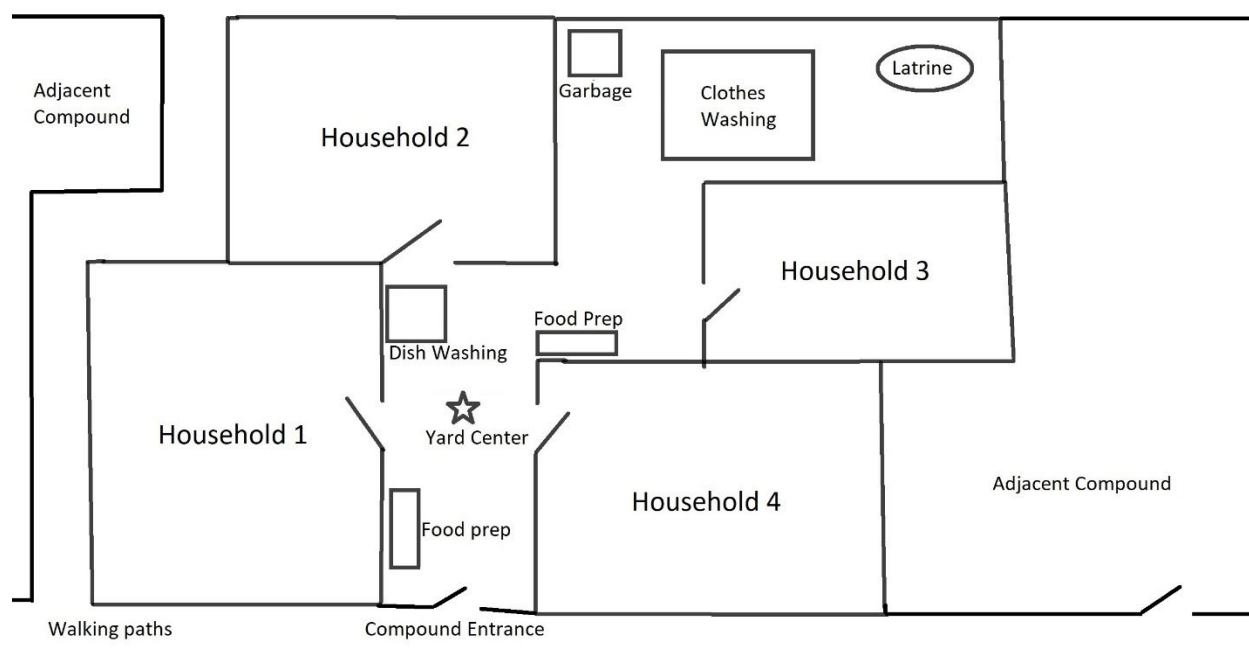 Adjacent
Compound
Household 2
Garbage
Clothes
Washing
Latrine
Household 3
Food Prep
Dish Washing
Household 1
Yard Center
Household 4
Adjacent Compound
Food prep
Walking paths
Compound Entrance